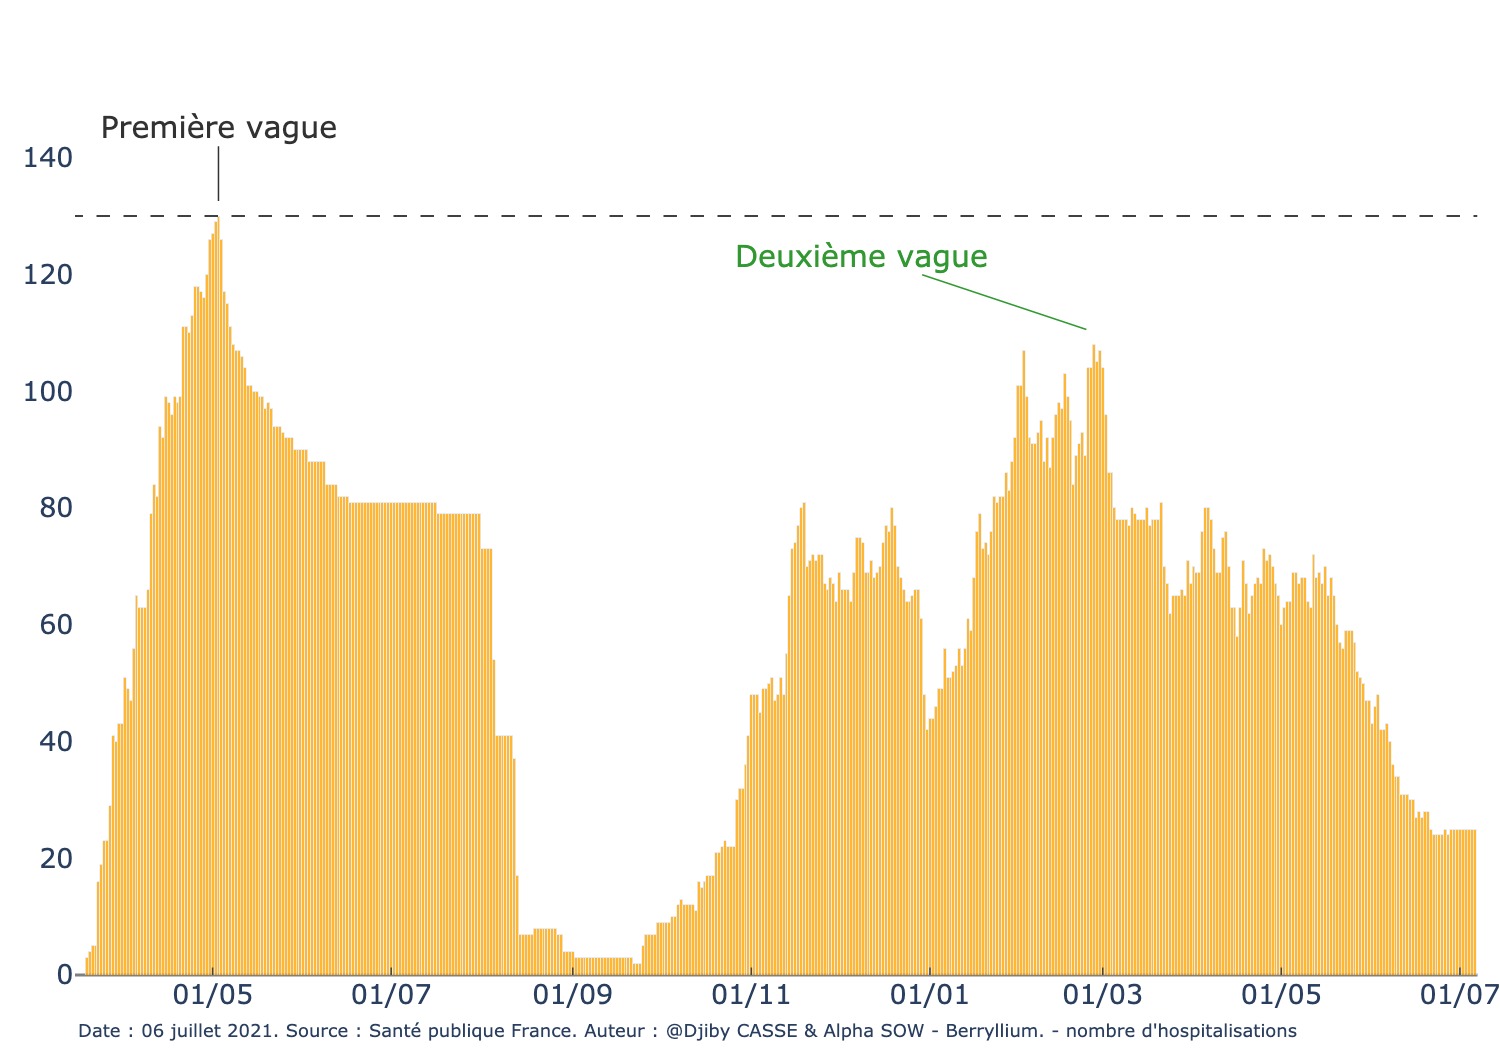 Première vague
140
Deuxième vague
120
100
80
60
40
20
0
01/05 01/07 01/09 01/11 01/01 01/03 01/05 01/07
Date : 06 juillet 2021. Source : Santé publique France. Auteur : @Djiby CASSE & Alpha SOW - Berryllium. - nombre d'hospitalisations